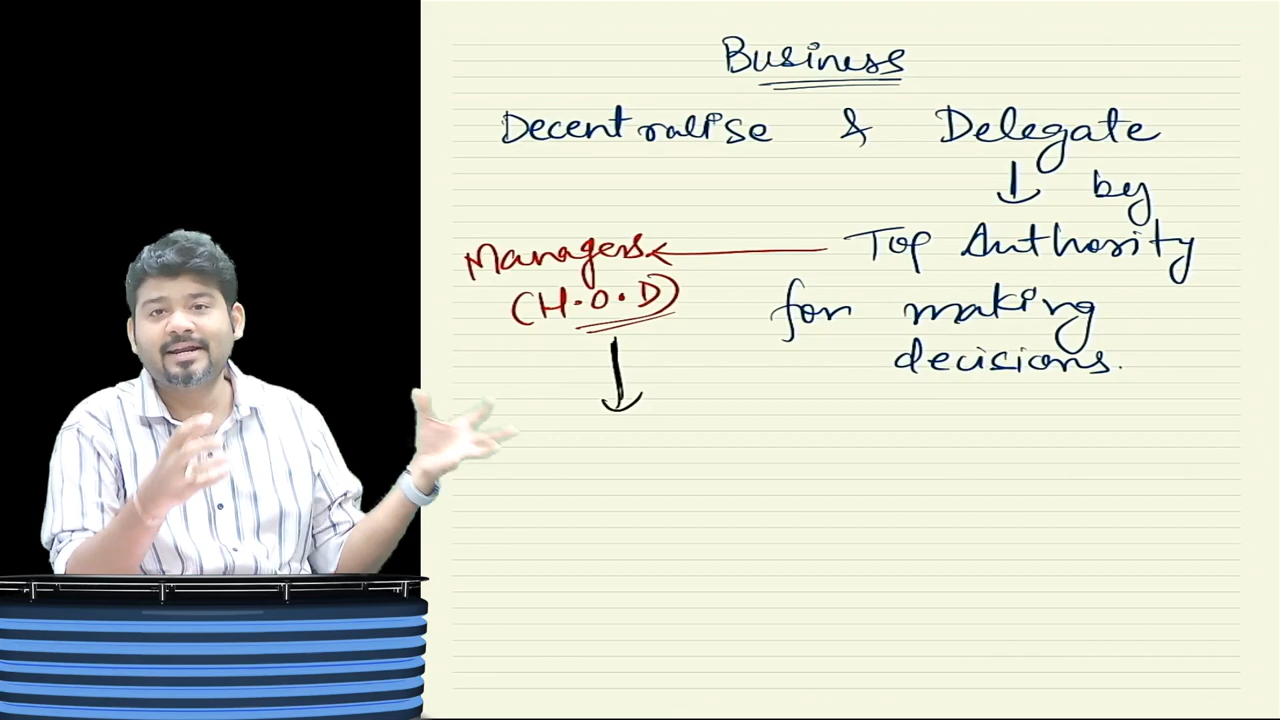 Business
Decentralise & Delegate
by
Managers Top Authority
(H.O.D) for making
decisions.